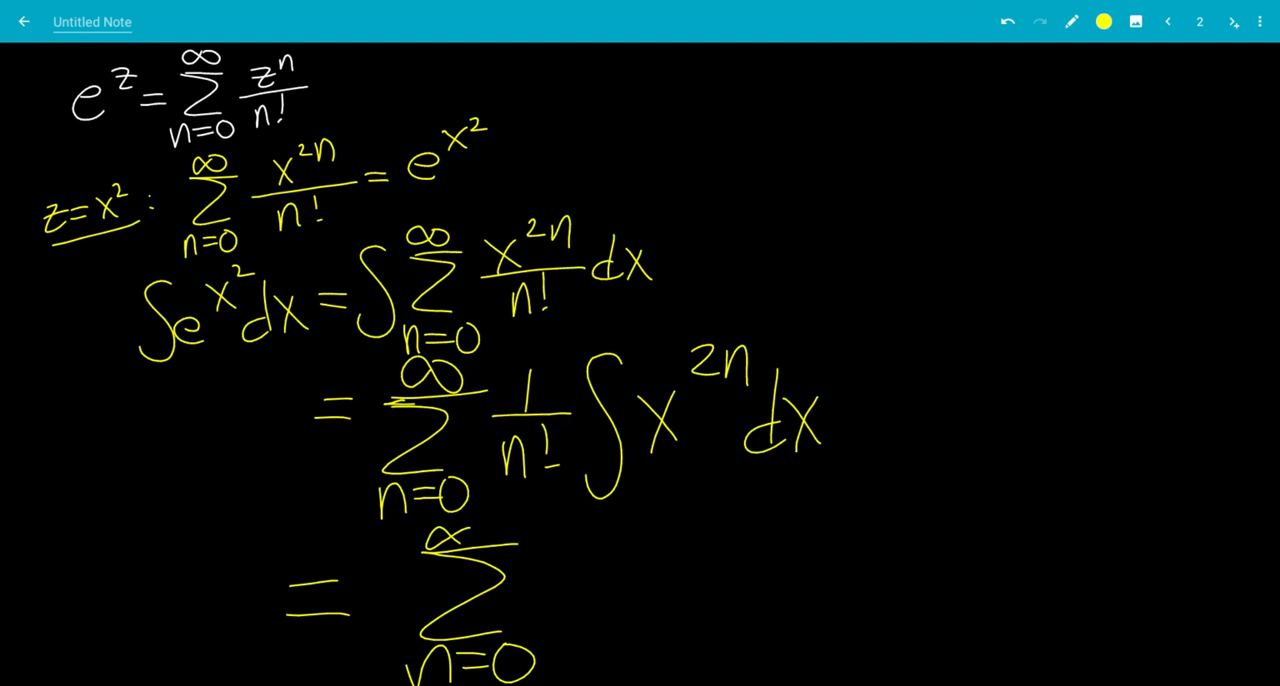 Untitled Note
2
e^z = ∑_{n=0}^{∞} z^n/n!
z=x^2: ∑_{n=0}^{∞} x^{2n}/n! = e^{x^2}
∫e^{x^2}dx = ∫∑_{n=0}^{∞} x^{2n}/n! dx
= ∑_{n=0}^{∞} 1/n! ∫x^{2n}dx
= ∑_{n=0}^{∝}